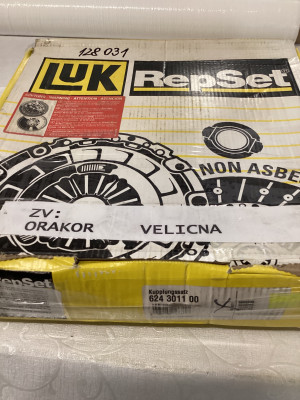 128 031
LUK RepSet
NON ASBE
ZV:
ORAKOR VELICNA
RepSet
Kupplungssatz
624 3011 00